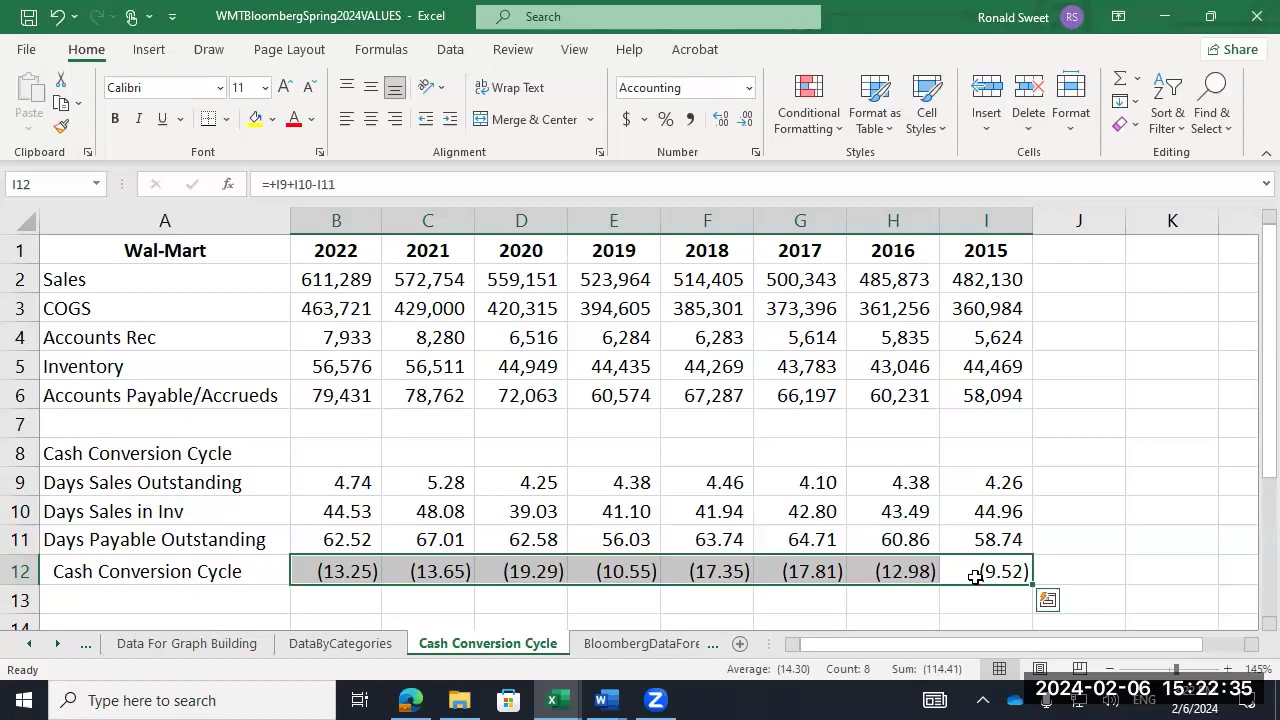 WMTBloombergSpring2024VALUES - Excel
Search
Ronald Sweet RS
File Home Insert Draw Page Layout Formulas Data Review View Help Acrobat Share
Paste
Calibri 11
B I U A
Wrap Text
Merge & Center
Accounting
$ %
Conditional Formatting
Format as Table
Cell Styles
Insert Delete Format
Sort & Filter
Find & Select
Clipboard Font Alignment Number Styles Cells Editing
I12 fx =+I9+I10-I11
A B C D E F G H I J K
1 Wal-Mart 2022 2021 2020 2019 2018 2017 2016 2015
2 Sales 611,289 572,754 559,151 523,964 514,405 500,343 485,873 482,130
3 COGS 463,721 429,000 420,315 394,605 385,301 373,396 361,256 360,984
4 Accounts Rec 7,933 8,280 6,516 6,284 6,283 5,614 5,835 5,624
5 Inventory 56,576 56,511 44,949 44,435 44,269 43,783 43,046 44,469
6 Accounts Payable/Accrueds 79,431 78,762 72,063 60,574 67,287 66,197 60,231 58,094
7
8 Cash Conversion Cycle
9 Days Sales Outstanding 4.74 5.28 4.25 4.38 4.46 4.10 4.38 4.26
10 Days Sales in Inv 44.53 48.08 39.03 41.10 41.94 42.80 43.49 44.96
11 Days Payable Outstanding 62.52 67.01 62.58 56.03 63.74 64.71 60.86 58.74
12 Cash Conversion Cycle (13.25) (13.65) (19.29) (10.55) (17.35) (17.81) (12.98) (9.52)
13
14
... Data For Graph Building DataByCategories Cash Conversion Cycle BloombergDataFore ...
Ready Average: (14.30) Count: 8 Sum: (114.41) 145%
Type here to search
ENG
2024-02-06 15:22:35
2/6/2024